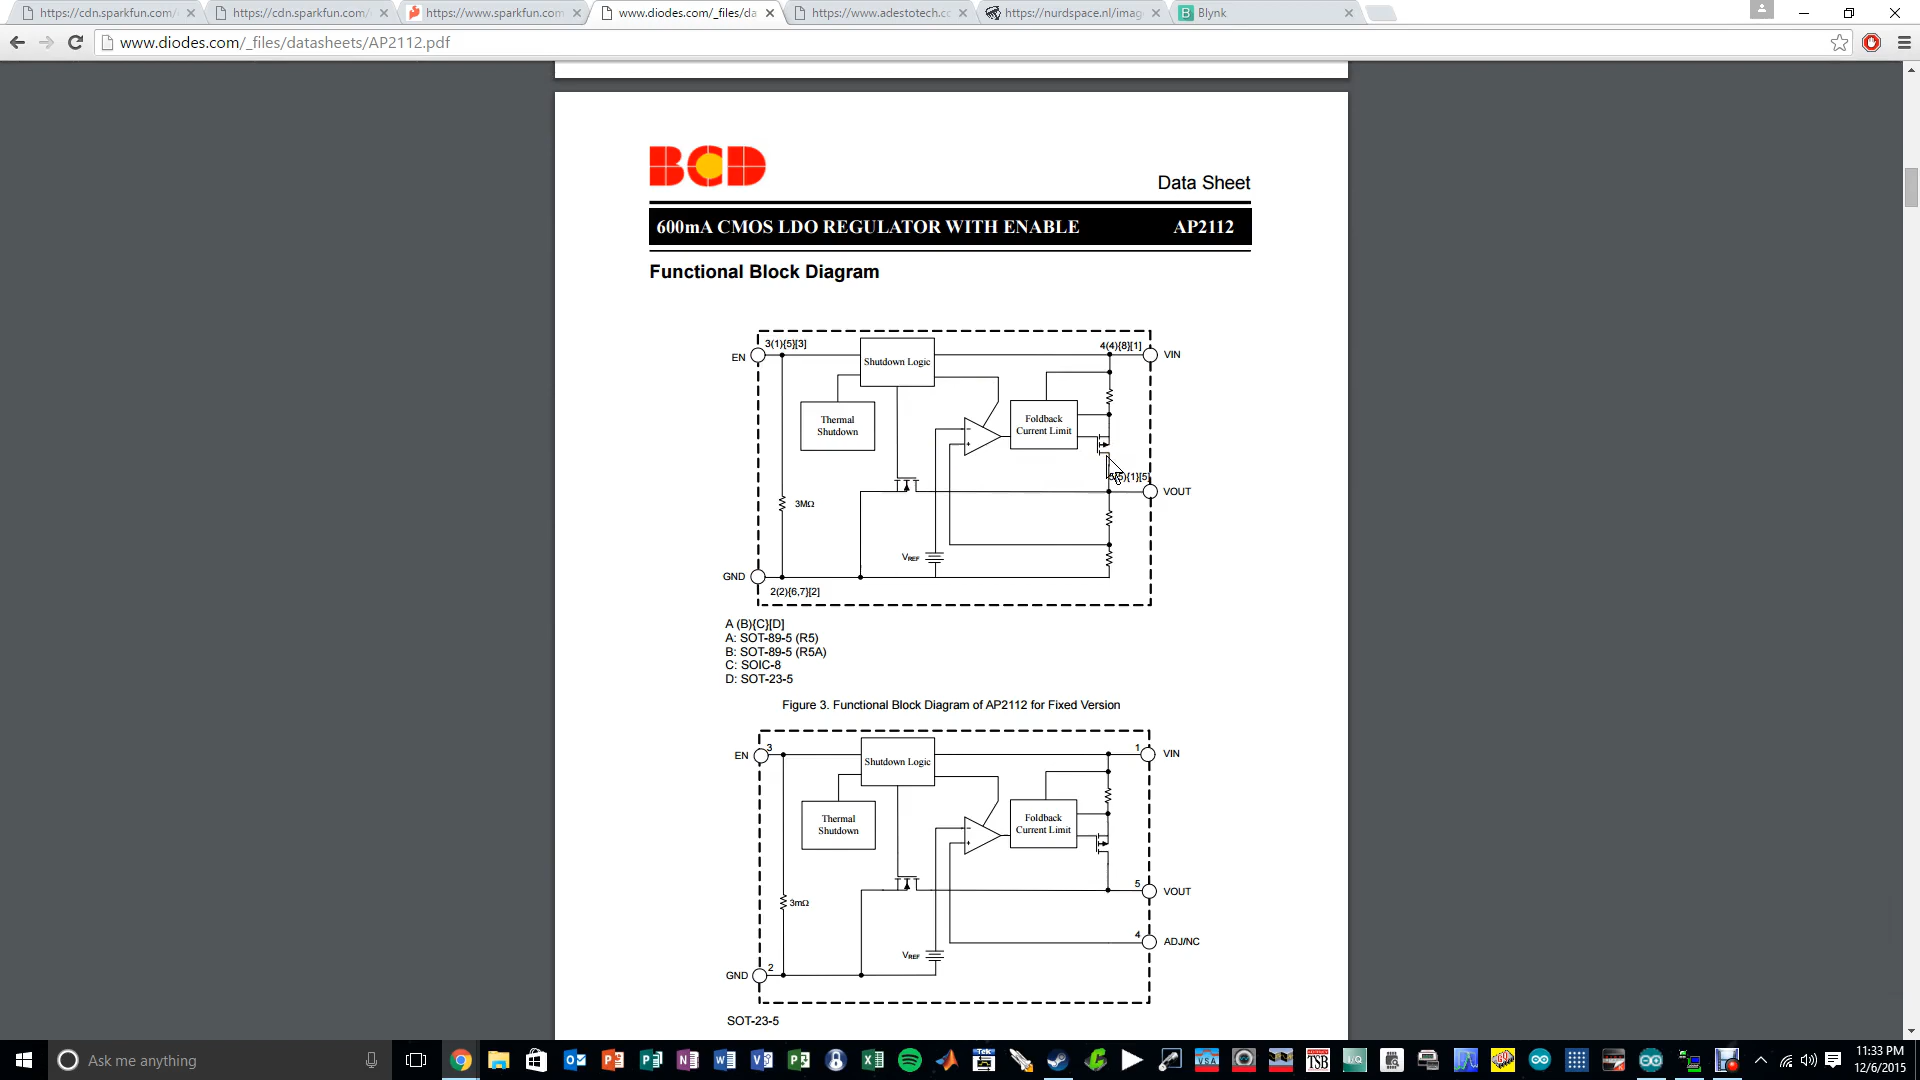 https://cdn.sparkfun.com/
https://cdn.sparkfun.com/
https://www.sparkfun.com
www.diodes.com/_files/da
https://www.adestotech.c
https://nurdspace.nl/imag
Blynk
www.diodes.com/_files/datasheets/AP2112.pdf
BCD
Data Sheet
600mA CMOS LDO REGULATOR WITH ENABLE AP2112
Functional Block Diagram
EN 3(1){5}[3] Shutdown Logic 4(4){8}[1] VIN
Thermal Shutdown
Foldback Current Limit
5(5){1}[5]
VOUT
3MΩ
VREF
GND
2(2){6,7}[2]
A (B){C}[D]
A: SOT-89-5 (R5)
B: SOT-89-5 (R5A)
C: SOIC-8
D: SOT-23-5
Figure 3. Functional Block Diagram of AP2112 for Fixed Version
EN 3 Shutdown Logic 1 VIN
Thermal Shutdown
Foldback Current Limit
5 VOUT
3mΩ
4 ADJ/NC
VREF
GND 2
SOT-23-5
Ask me anything
11:33 PM
12/6/2015